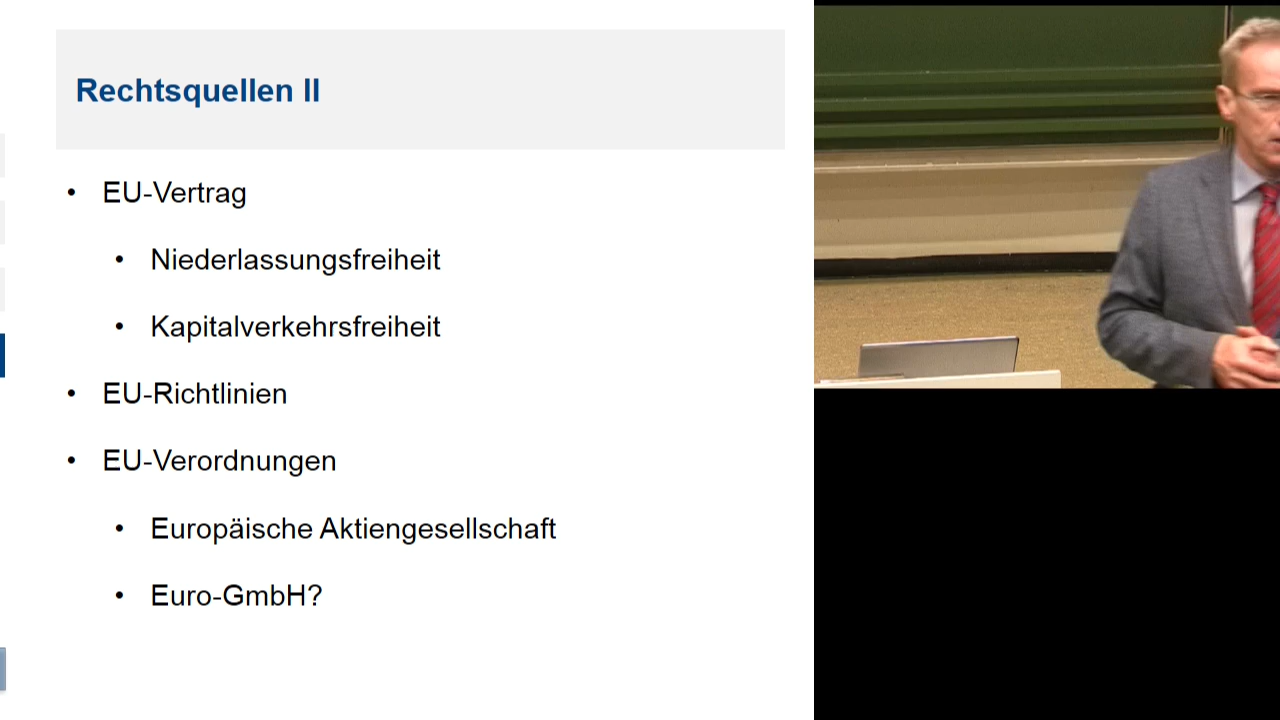 Rechtsquellen II
• EU-Vertrag
• Niederlassungsfreiheit
• Kapitalverkehrsfreiheit
• EU-Richtlinien
• EU-Verordnungen
• Europäische Aktiengesellschaft
• Euro-GmbH?